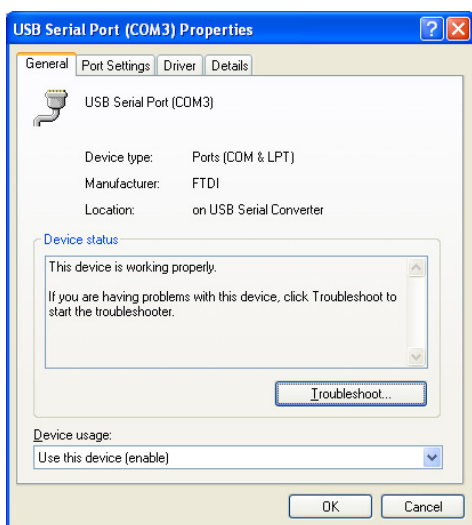 USB Serial Port (COM3) Properties
General Port Settings Driver Details
USB Serial Port (COM3)
Device type: Ports (COM & LPT)
Manufacturer: FTDI
Location: on USB Serial Converter
Device status
This device is working properly.
If you are having problems with this device, click Troubleshoot to
start the troubleshooter.
Troubleshoot...
Device usage:
Use this device (enable)
OK Cancel